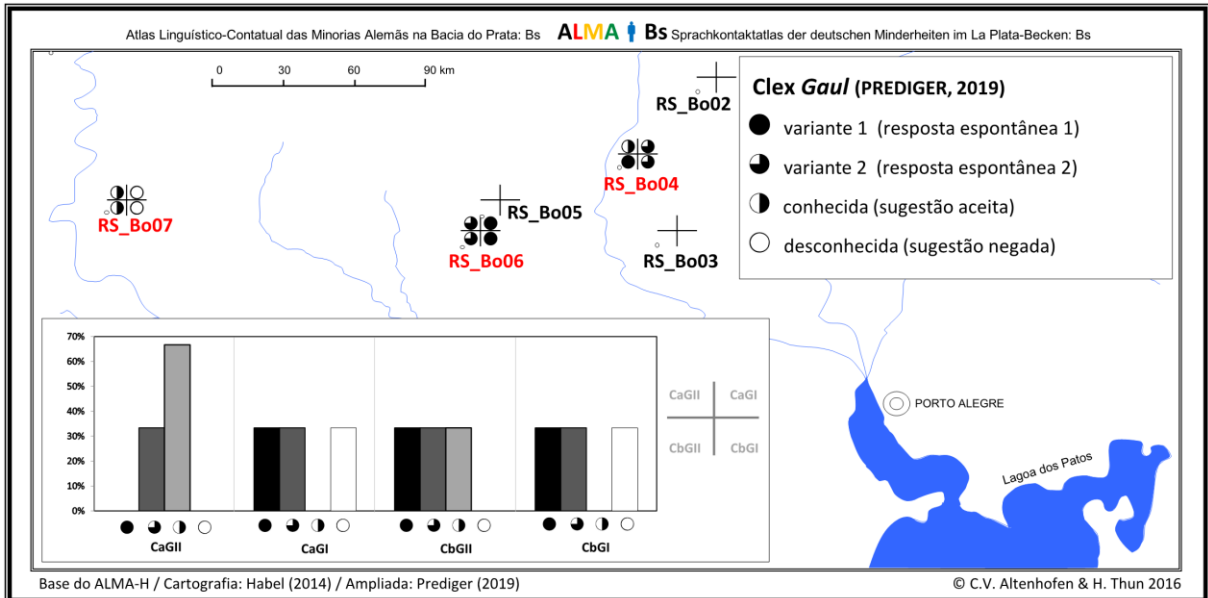 Atlas Linguístico-Contatual das Minorias Alemãs na Bacia do Prata: Bs ALMA Bs Sprachkontaktatlas der deutschen Minderheiten im La Plata-Becken: Bs
0 30 60 90 km
RS_Bo02
RS_Bo04
RS_Bo07
RS_Bo05
RS_Bo06
RS_Bo03
Clex Gaul (PREDIGER, 2019)
variante 1 (resposta espontânea 1)
variante 2 (resposta espontânea 2)
conhecida (sugestão aceita)
desconhecida (sugestão negada)
70%
60%
50%
40%
30%
20%
10%
0%
CaGII CaGI CbGII CbGI
CaGII CaGI
CbGII CbGI
PORTO ALEGRE
Lagoa dos Patos
Base do ALMA-H / Cartografia: Habel (2014) / Ampliada: Prediger (2019) © C.V. Altenhofen & H. Thun 2016